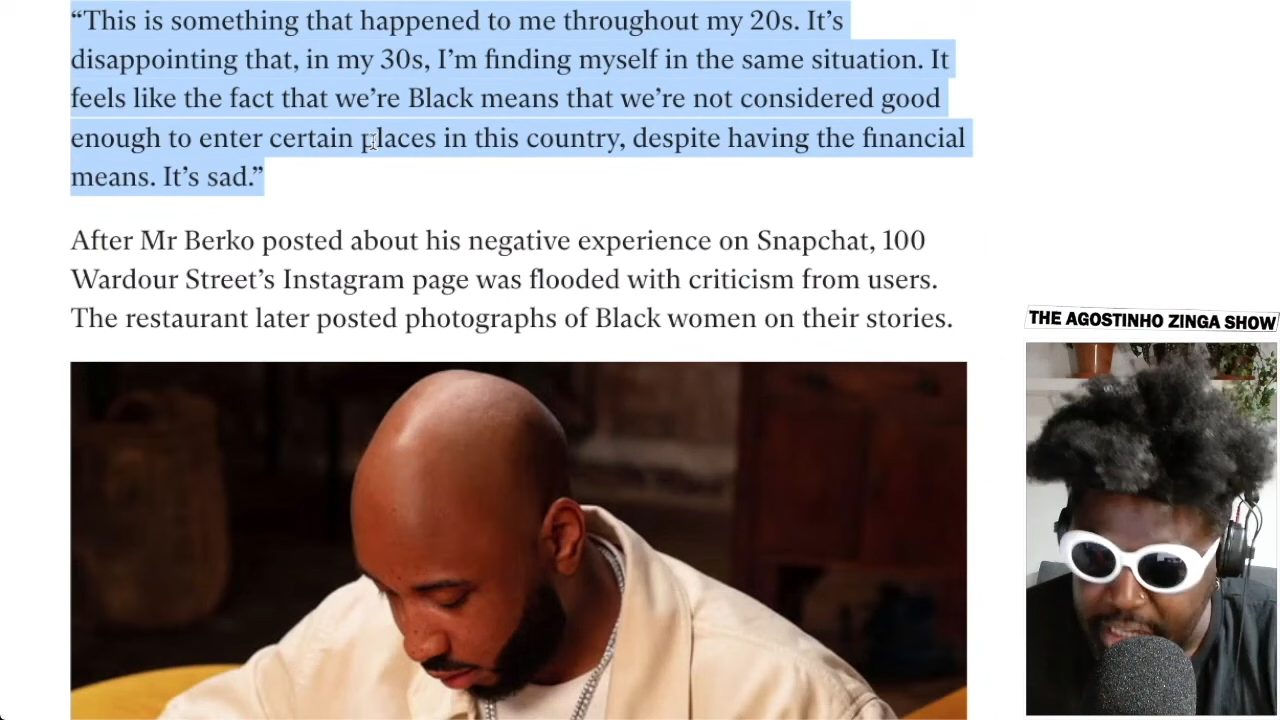 “This is something that happened to me throughout my 20s. It’s
disappointing that, in my 30s, I’m finding myself in the same situation. It
feels like the fact that we’re Black means that we’re not considered good
enough to enter certain places in this country, despite having the financial
means. It’s sad.”
After Mr Berko posted about his negative experience on Snapchat, 100
Wardour Street’s Instagram page was flooded with criticism from users.
The restaurant later posted photographs of Black women on their stories.
THE AGOSTINHO ZINGA SHOW